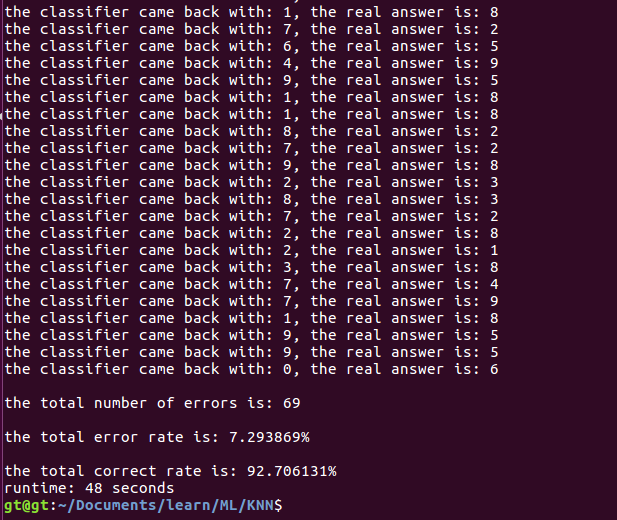 the classifier came back with: 1, the real answer is: 8
the classifier came back with: 7, the real answer is: 2
the classifier came back with: 6, the real answer is: 5
the classifier came back with: 4, the real answer is: 9
the classifier came back with: 9, the real answer is: 5
the classifier came back with: 1, the real answer is: 8
the classifier came back with: 1, the real answer is: 8
the classifier came back with: 8, the real answer is: 2
the classifier came back with: 7, the real answer is: 2
the classifier came back with: 9, the real answer is: 8
the classifier came back with: 2, the real answer is: 3
the classifier came back with: 8, the real answer is: 3
the classifier came back with: 7, the real answer is: 2
the classifier came back with: 2, the real answer is: 8
the classifier came back with: 2, the real answer is: 1
the classifier came back with: 3, the real answer is: 8
the classifier came back with: 7, the real answer is: 4
the classifier came back with: 7, the real answer is: 9
the classifier came back with: 1, the real answer is: 8
the classifier came back with: 9, the real answer is: 5
the classifier came back with: 9, the real answer is: 5
the classifier came back with: 0, the real answer is: 6
the total number of errors is: 69
the total error rate is: 7.293869%
the total correct rate is: 92.706131%
runtime: 48 seconds
gt@gt:~/Documents/learn/ML/KNN$